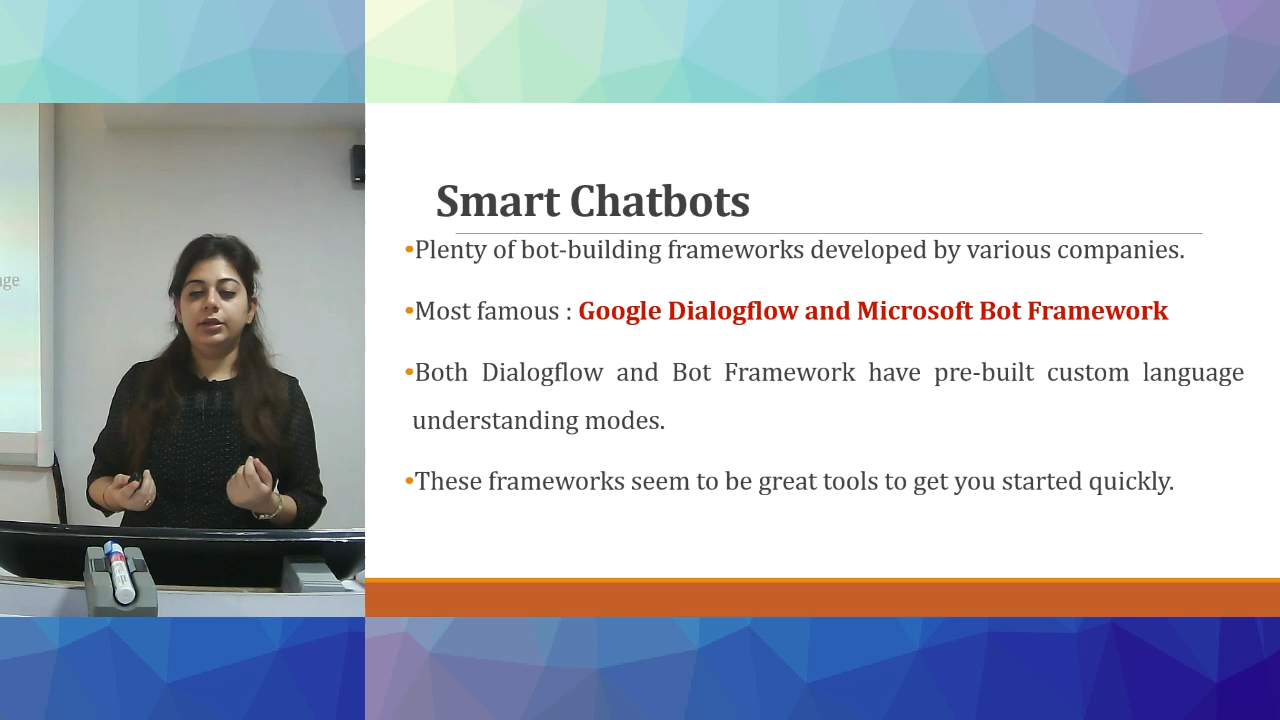 Smart Chatbots
•Plenty of bot-building frameworks developed by various companies.
•Most famous : Google Dialogflow and Microsoft Bot Framework
•Both Dialogflow and Bot Framework have pre-built custom language
understanding modes.
•These frameworks seem to be great tools to get you started quickly.